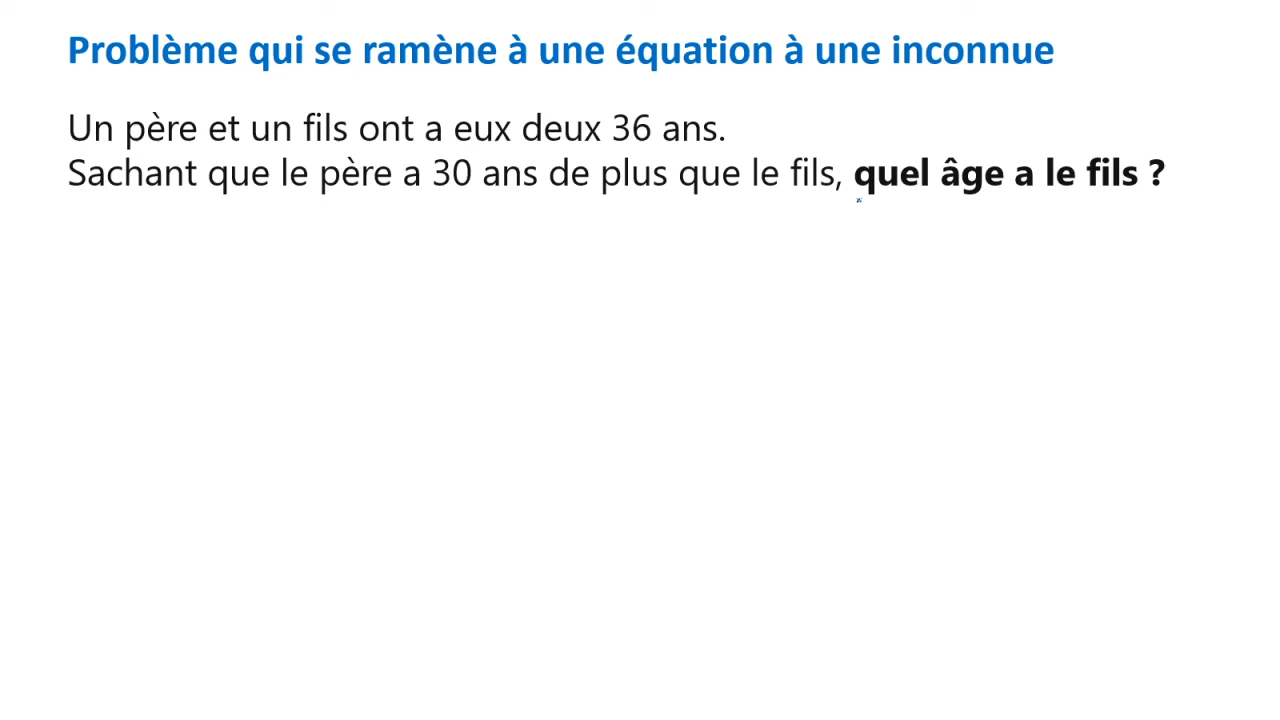 Problème qui se ramène à une équation à une inconnue
Un père et un fils ont a eux deux 36 ans.
Sachant que le père a 30 ans de plus que le fils, quel âge a le fils ?